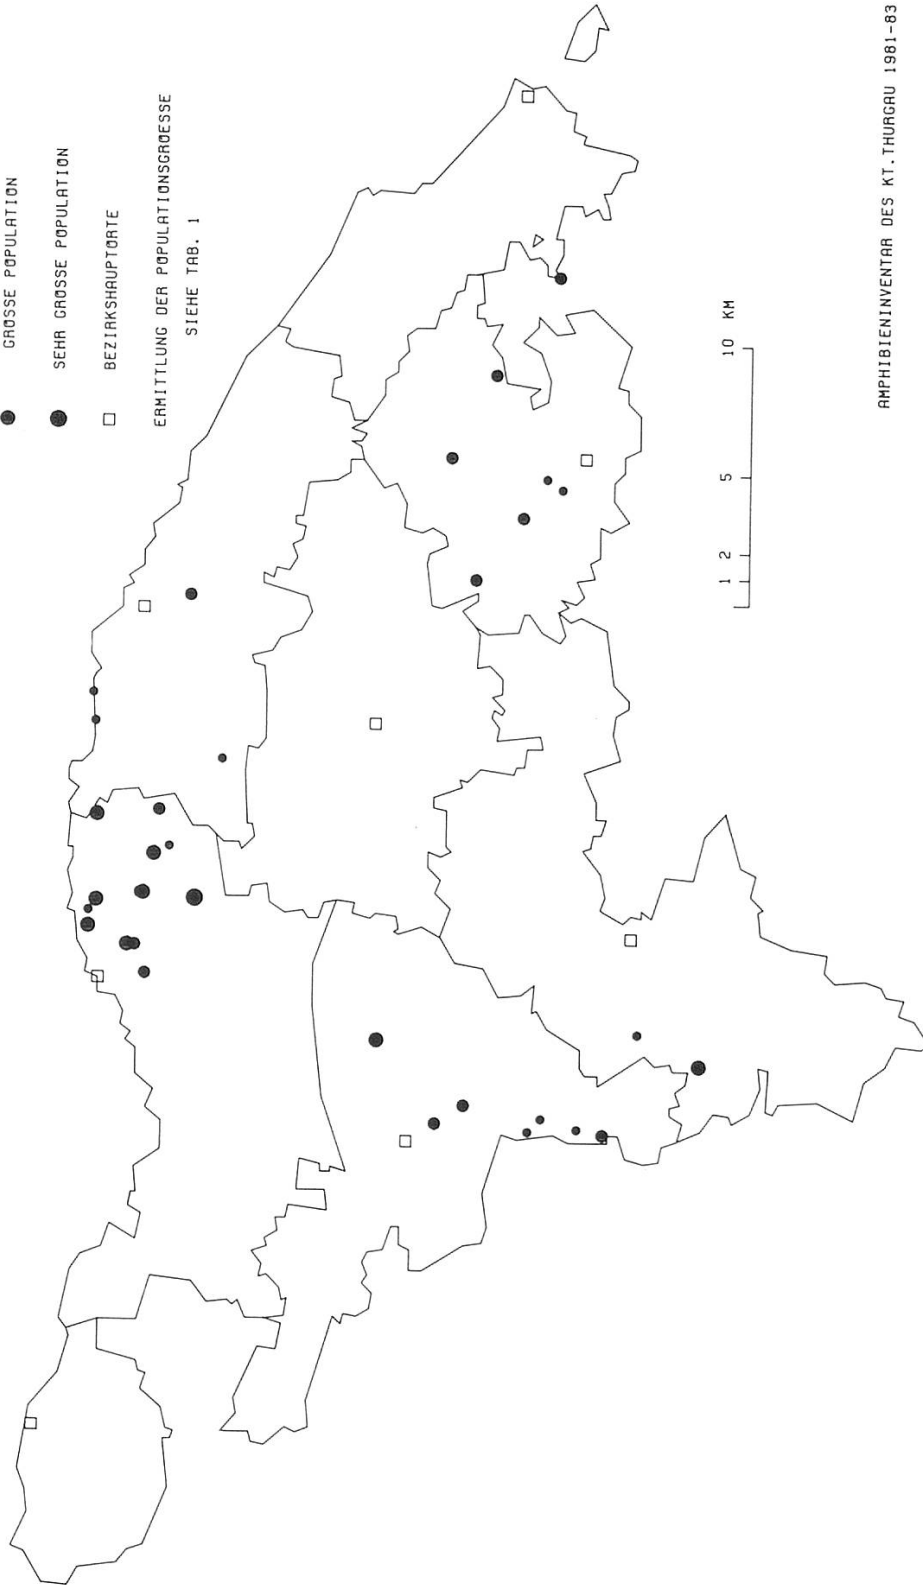 GROSSE POPULATION
SEHR GROSSE POPULATION
BEZIRKSHAUPTORTE
ERMITTLUNG DER POPULATIONSGROESSE
SIEHE TAB. 1
1 2 5 10 KM
AMPHIBIENINVENTAR DES KT.THURGAU 1981-83